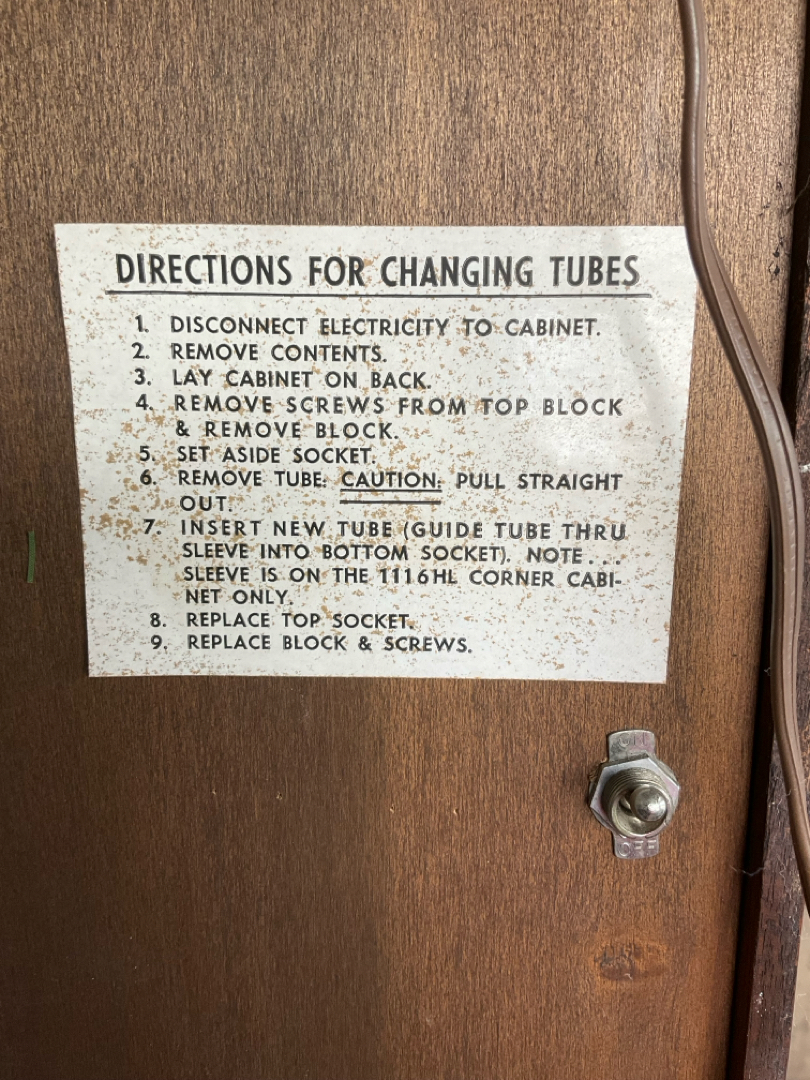 DIRECTIONS FOR CHANGING TUBES
1. DISCONNECT ELECTRICITY TO CABINET.
2. REMOVE CONTENTS.
3. LAY CABINET ON BACK.
4. REMOVE SCREWS FROM TOP BLOCK
& REMOVE BLOCK.
5. SET ASIDE SOCKET.
6. REMOVE TUBE: CAUTION: PULL STRAIGHT
OUT.
7. INSERT NEW TUBE (GUIDE TUBE THRU
SLEEVE INTO BOTTOM SOCKET). NOTE...
SLEEVE IS ON THE 1116HL CORNER CABI-
NET ONLY.
8. REPLACE TOP SOCKET.
9. REPLACE BLOCK & SCREWS.
ON
OFF